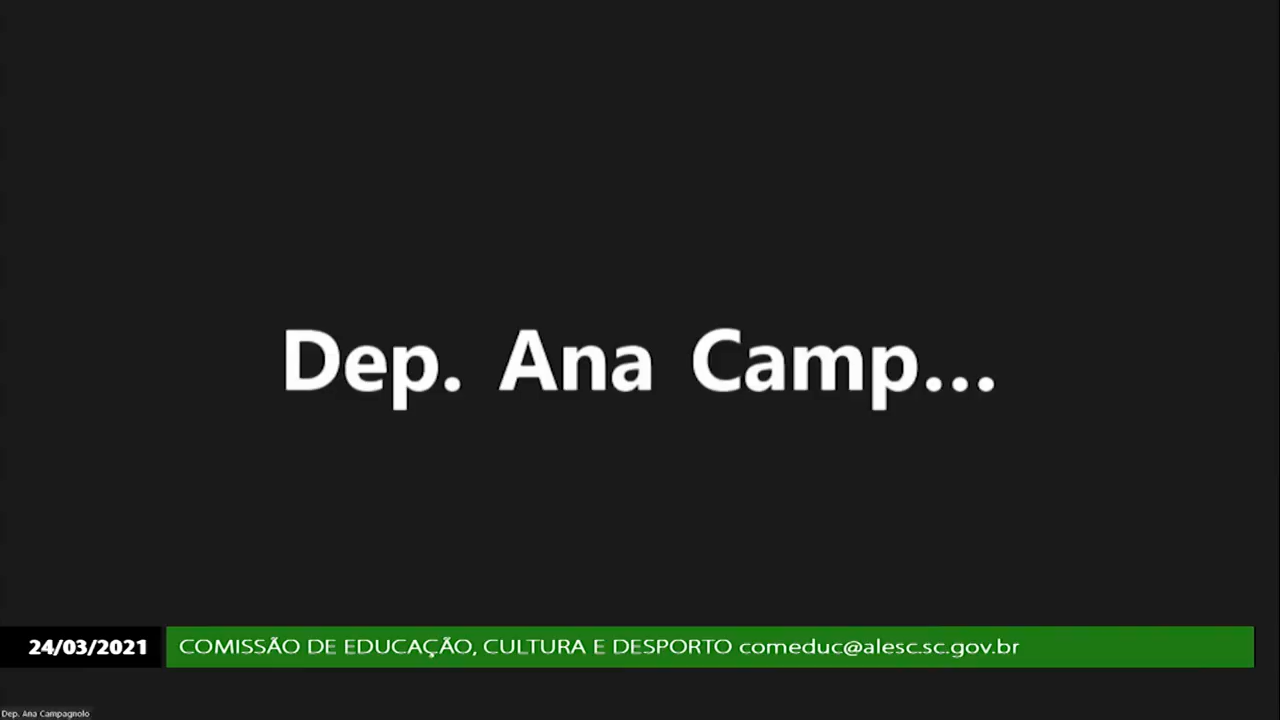 Dep. Ana Camp...
24/03/2021
COMISSÃO DE EDUCAÇÃO, CULTURA E DESPORTO comeduc@alesc.sc.gov.br
Dep. Ana Campagnolo